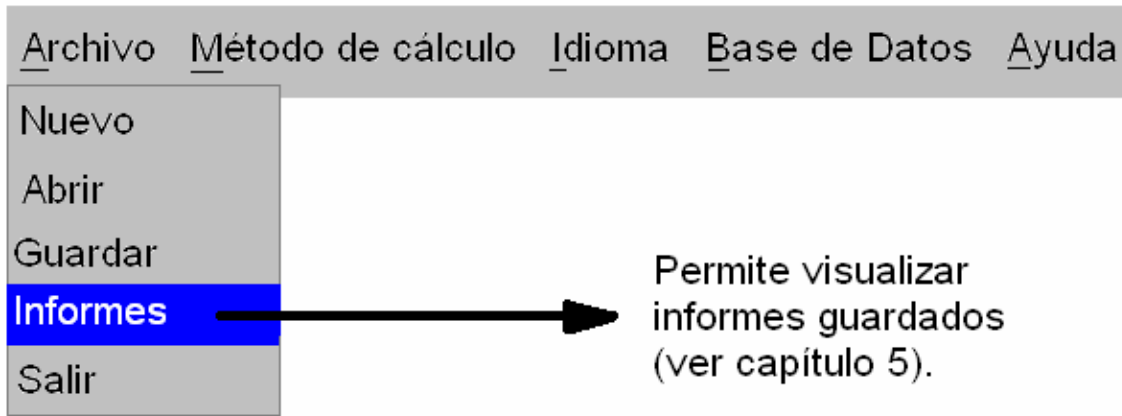 Archivo Método de cálculo Idioma Base de Datos Ayuda
Nuevo
Abrir
Guardar
Informes
Salir
Permite visualizar
informes guardados
(ver capítulo 5).